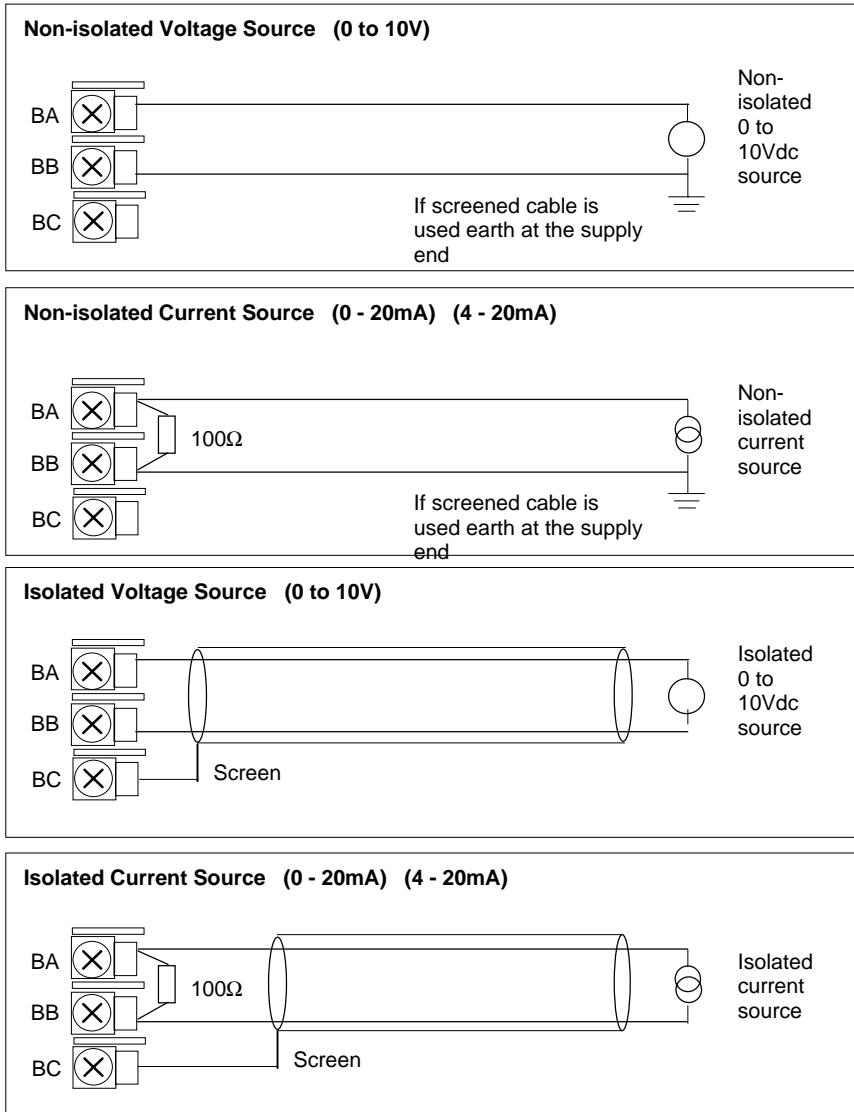 Non-isolated Voltage Source (0 to 10V)
BA
BB
BC
If screened cable is
used earth at the supply
end
Non-
isolated
0 to
10Vdc
source
Non-isolated Current Source (0 - 20mA) (4 - 20mA)
BA
BB
BC
100Ω
If screened cable is
used earth at the supply
end
Non-
isolated
current
source
Isolated Voltage Source (0 to 10V)
BA
BB
BC
Screen
Isolated
0 to
10Vdc
source
Isolated Current Source (0 - 20mA) (4 - 20mA)
BA
BB
BC
100Ω
Screen
Isolated
current
source